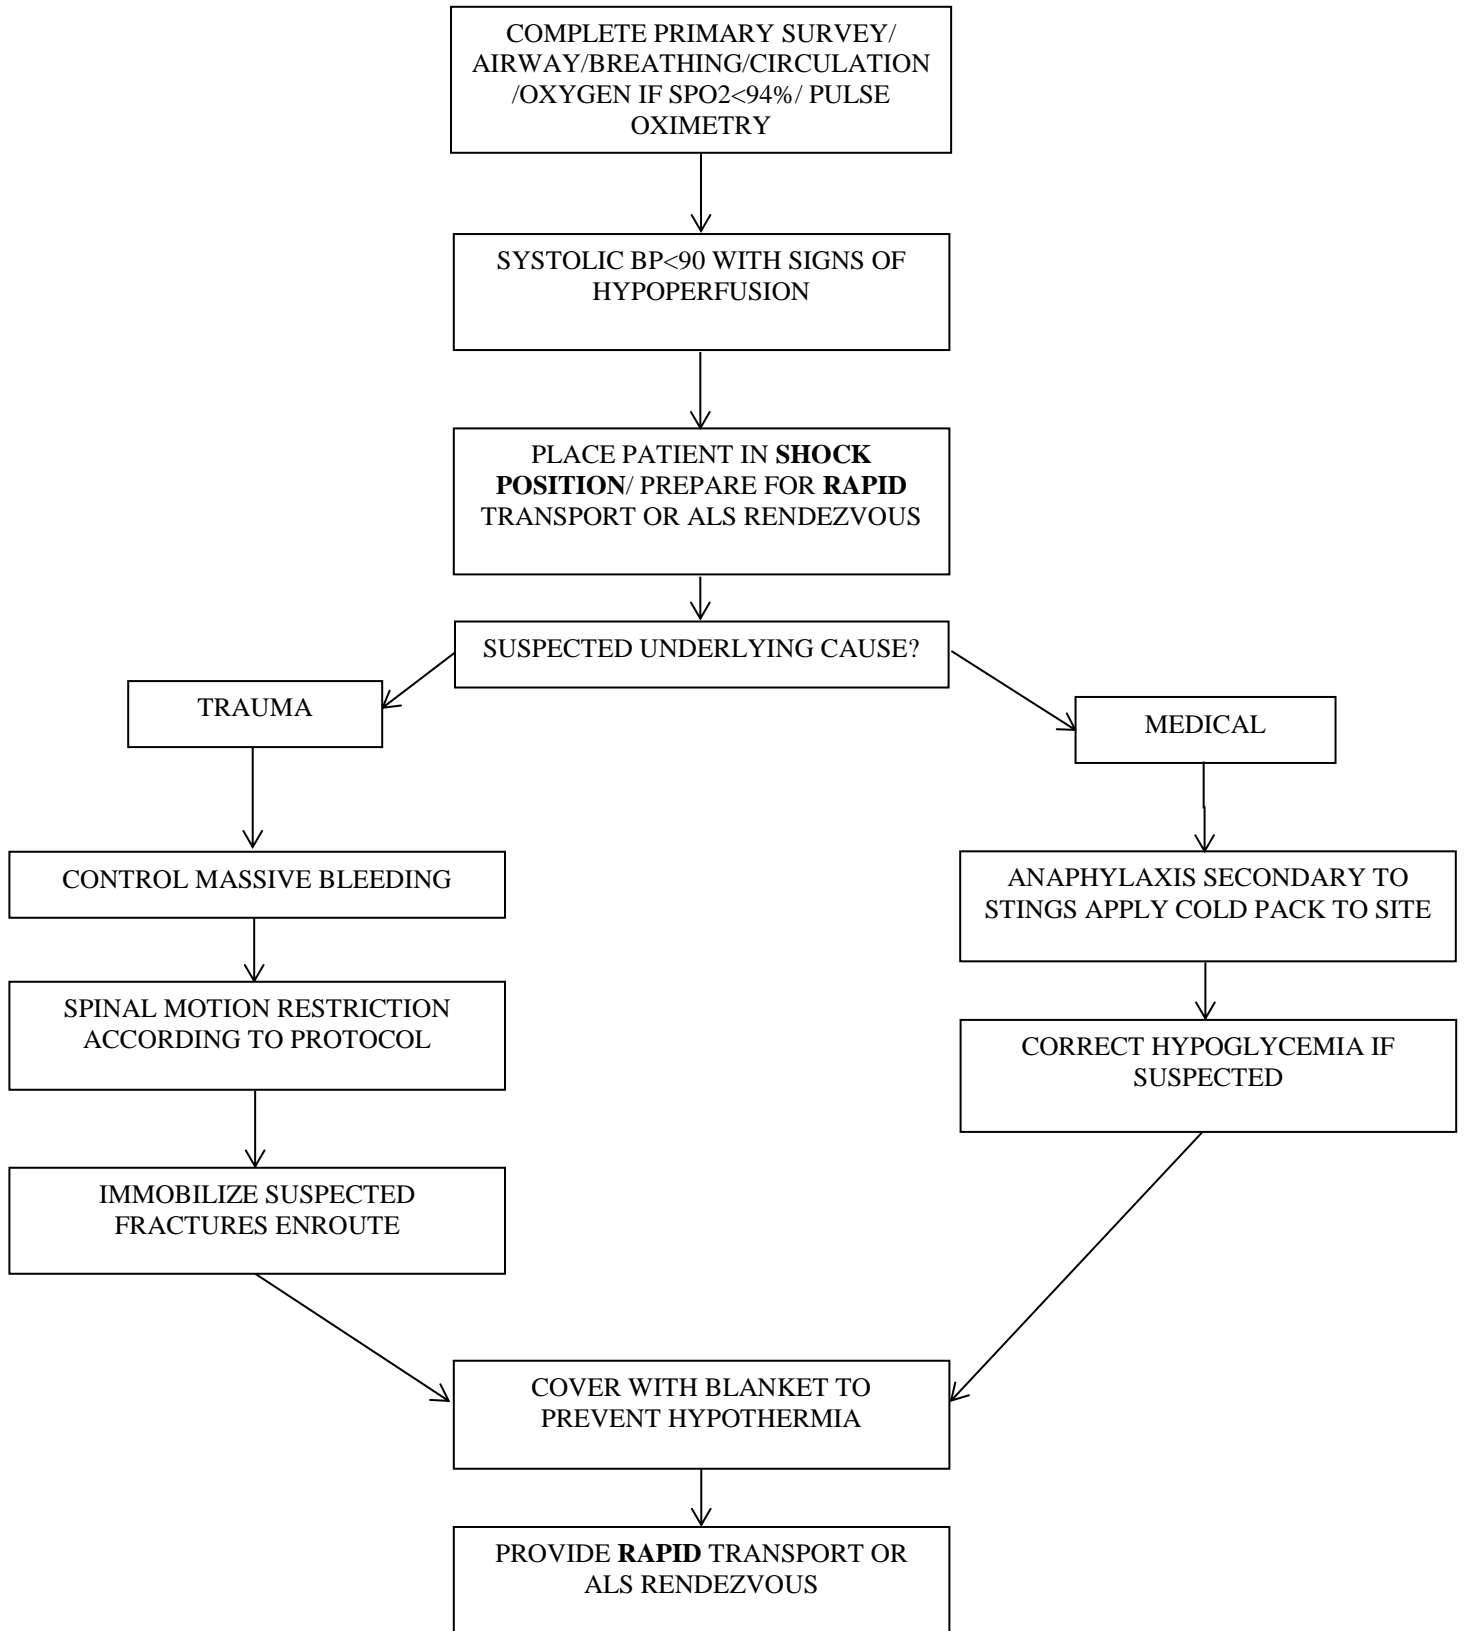 COMPLETE PRIMARY SURVEY/
AIRWAY/BREATHING/CIRCULATION
/OXYGEN IF SPO2<94%/ PULSE
OXIMETRY
SYSTOLIC BP<90 WITH SIGNS OF
HYPOPERFUSION
PLACE PATIENT IN SHOCK
POSITION/ PREPARE FOR RAPID
TRANSPORT OR ALS RENDEZVOUS
SUSPECTED UNDERLYING CAUSE?
TRAUMA
CONTROL MASSIVE BLEEDING
SPINAL MOTION RESTRICTION
ACCORDING TO PROTOCOL
IMMOBILIZE SUSPECTED
FRACTURES ENROUTE
MEDICAL
ANAPHYLAXIS SECONDARY TO
STINGS APPLY COLD PACK TO SITE
CORRECT HYPOGLYCEMIA IF
SUSPECTED
COVER WITH BLANKET TO
PREVENT HYPOTHERMIA
PROVIDE RAPID TRANSPORT OR
ALS RENDEZVOUS